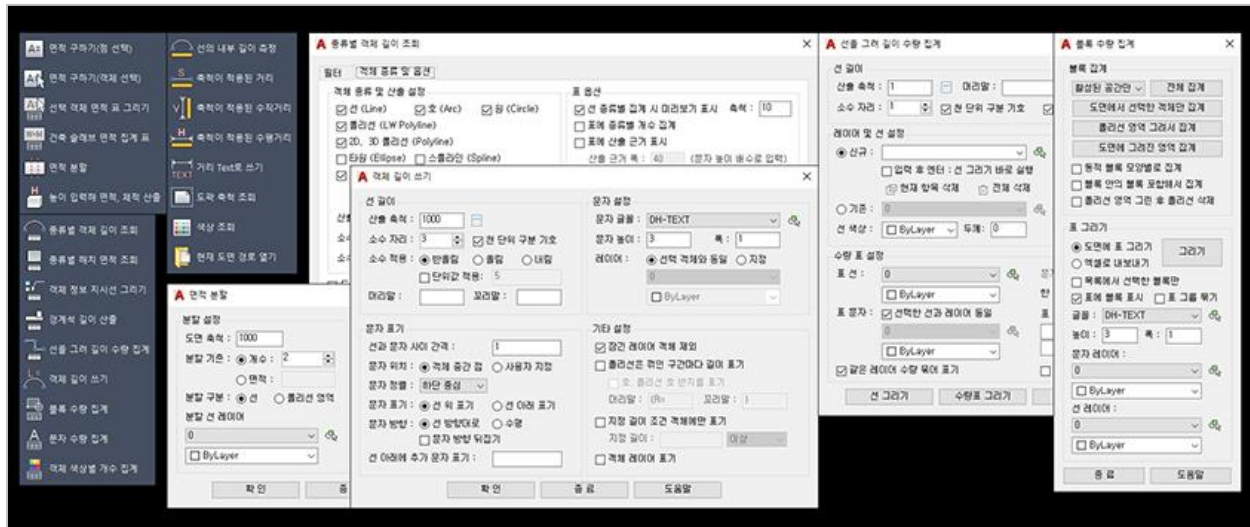 면적 구하기(점 선택)
면적 구하기(객체 선택)
선택 객체 면적 표 그리기
건축 슬래브 면적 집계 표
면적 분할
높이 입력해 면적, 체적 산출
종류별 객체 길이 조회
종류별 해치 면적 조회
객체 정보 지시선 그리기
경계석 길이 산출
선을 그려 길이 수량 집계
객체 길이 쓰기
블록 수량 집계
문자 수량 집계
객체 색상별 개수 집계
선의 내부 길이 측정
축척이 적용된 거리
축척이 적용된 수직거리
축척이 적용된 수평거리
거리 Text로 쓰기
도곽 축척 조회
색상 조회
현재 도면 경로 열기
종류별 객체 길이 조회
필터 객체 종류 및 옵션
객체 종류 및 산출 설정
선 (Line) 호 (Arc) 원 (Circle)
폴리선 (LW Polyline)
2D, 3D 폴리선 (Polyline)
타원 (Ellipse) 스플라인 (Spline)
표 옵션
선 종류별 집계 시 미리보기 표시 축척 : 10
표에 종류별 개수 집계
표에 산출 근거 표시
산출 근거 폭 : 40 (문자 높이 배수로 입력)
면적 분할
분할 설정
도면 축척 : 1000
분할 기준 : 개수 : 2
면적 :
분할 구분 : 선 폴리선 영역
분할 선 레이어
0
ByLayer
확 인
객체 길이 쓰기
선 길이
산출 축척 : 1000
소수 자리 : 3 천 단위 구분 기호
소수 적용 : 반올림 올림 내림
단위값 적용: 5
머리말 : 꼬리말 :
문자 설정
문자 글꼴 : DH-TEXT
문자 높이 : 3 폭 : 1
레이어 : 선택 객체와 동일 지정
0
ByLayer
문자 표기
선과 문자 사이 간격 : 1
문자 위치 : 객체 중간 점 사용자 지정
문자 정렬 : 하단 중심
문자 표기 : 선 위 표기 선 아래 표기
문자 방향 : 선 방향대로 수평
문자 방향 뒤집기
선 아래에 추가 문자 표기 :
기타 설정
잠긴 레이어 객체 제외
폴리선은 꺾인 구간마다 길이 표기
호, 폴리선 호 반지름 표기
머리말 : (R= 꼬리말 : )
지정 길이 조건 객체에만 표기
지정 길이 : 이상
객체 레이어 표기
확 인 종 료 도움말
선을 그려 길이 수량 집계
선 길이
산출 축척 : 1 머리말 :
소수 자리 : 1 천 단위 구분 기호
레이어 및 선 설정
신규 :
입력 후 엔터 : 선 그리기 바로 실행
현재 항목 삭제 전체 삭제
기존 : 0
선 색상 : ByLayer 두께: 0
수량 표 설정
표 선 : 0
ByLayer
표 문자 : 선택한 선과 레이어 동일
0
ByLayer
같은 레이어 수량 묶어 표기
선 그리기 수량표 그리기
블록 수량 집계
블록 집계
활성된 공간만 전체 집계
도면에서 선택한 객체만 집계
폴리선 영역 그려서 집계
도면에 그려진 영역 집계
동적 블록 모양별로 집계
블록 안의 블록 포함해서 집계
폴리선 영역 그린 후 폴리선 삭제
표 그리기
도면에 표 그리기 그리기
엑셀로 내보내기
목록에서 선택한 블록만
표에 블록 표시 표 그룹 묶기
글꼴 : DH-TEXT
높이 : 3 폭 : 1
문자 레이어 :
0
ByLayer
선 레이어 :
0
ByLayer
종 료 도움말